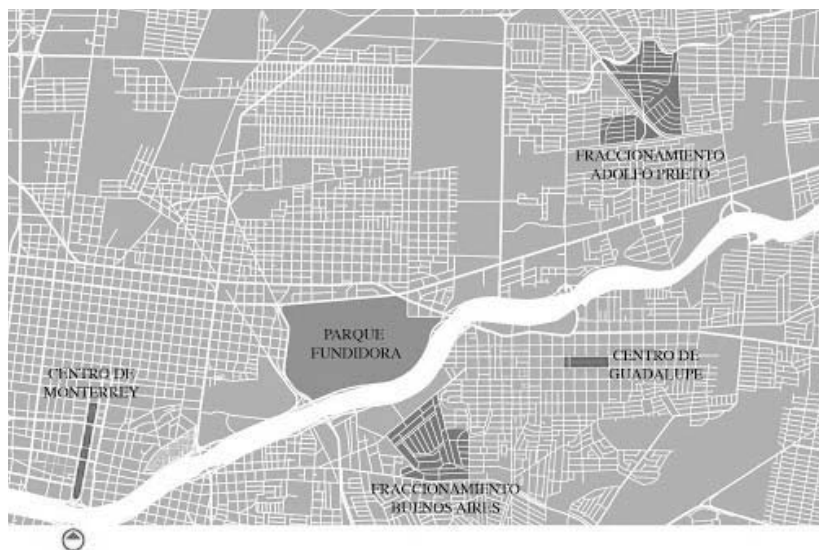 FRACCIONAMIENTO
ADOLFO PRIETO
PARQUE
FUNDIDORA
CENTRO DE
GUADALUPE
CENTRO DE
MONTERREY
FRACCIONAMIENTO
BUENOS AIRES